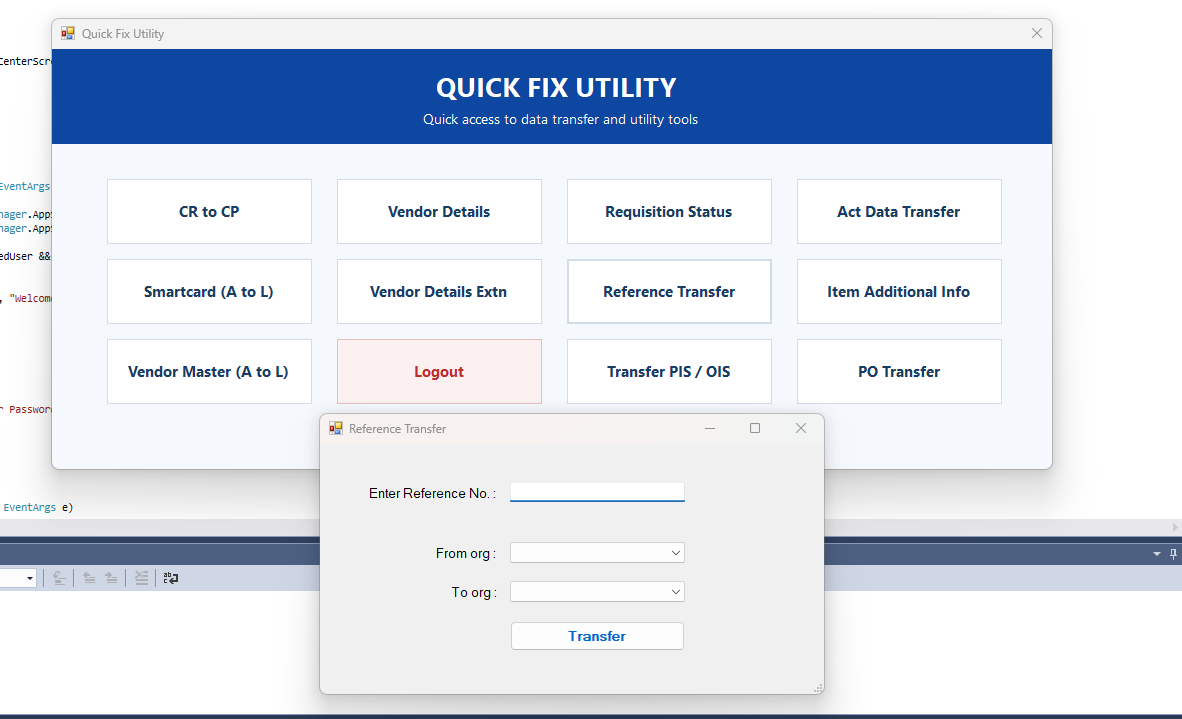 Quick Fix Utility
QUICK FIX UTILITY
Quick access to data transfer and utility tools
CR to CP
Vendor Details
Requisition Status
Act Data Transfer
Smartcard (A to L)
Vendor Details Extn
Reference Transfer
Item Additional Info
Vendor Master (A to L)
Logout
Transfer PIS / OIS
PO Transfer
Reference Transfer
Enter Reference No. :
From org :
To org :
Transfer
CenterScr
EventArgs
nager.App
nager.App
edUser &&
, "Welcom
r Passwor
EventArgs e)